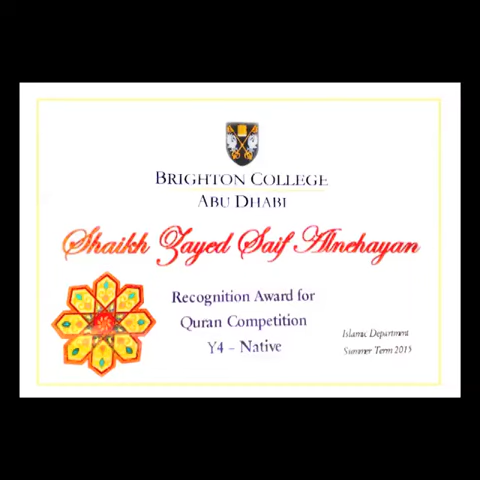 BRIGHTON COLLEGE
ABU DHABI
Shaikh Zayed Saif Alnehayan
Recognition Award for
Quran Competition
Y4 – Native
Islamic Department
Summer Term 2015